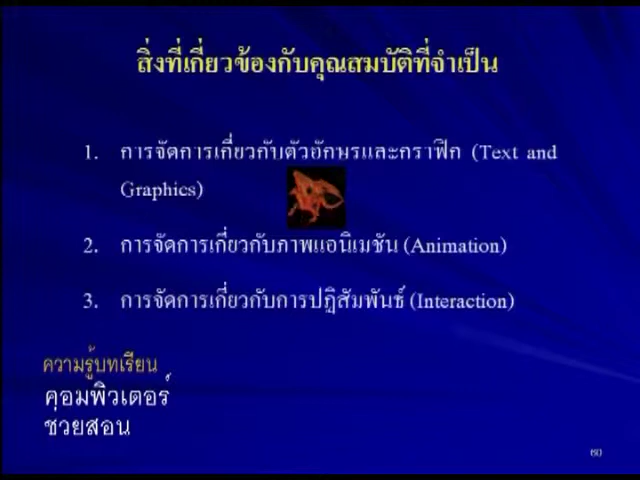 สิ่งที่เกี่ยวข้องกับคุณสมบัติที่จำเป็น
1. การจัดการเกี่ยวกับตัวอักษรและกราฟิก (Text and
Graphics)
2. การจัดการเกี่ยวกับภาพแอนิเมชัน (Animation)
3. การจัดการเกี่ยวกับการปฏิสัมพันธ์ (Interaction)
ความรู้บทเรียน
คอมพิวเตอร์
ช่วยสอน
60